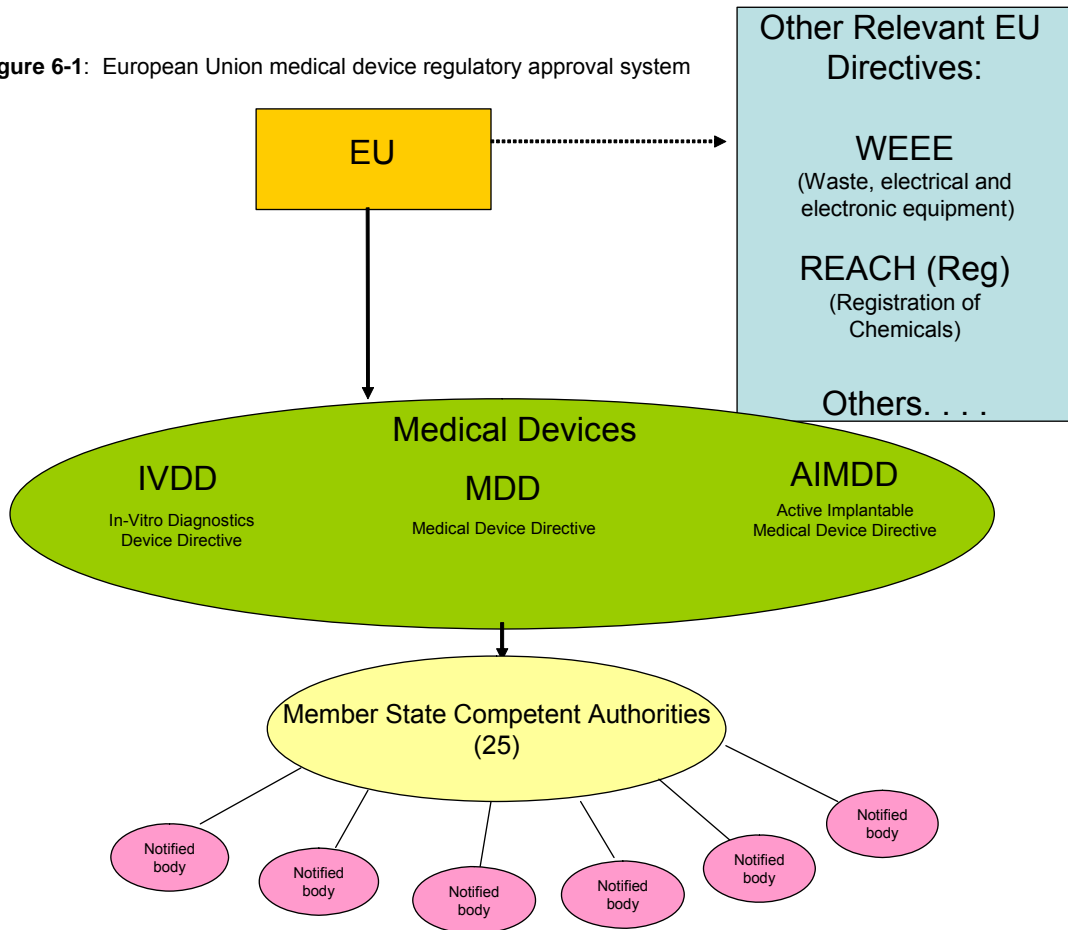 gure 6-1: European Union medical device regulatory approval system
Other Relevant EU
Directives:
EU
WEEE
(Waste, electrical and
electronic equipment)
REACH (Reg)
(Registration of
Chemicals)
Others. . . .
Medical Devices
IVDD
In-Vitro Diagnostics
Device Directive
MDD
Medical Device Directive
AIMDD
Active Implantable
Medical Device Directive
Member State Competent Authorities
(25)
Notified
body
Notified
body
Notified
body
Notified
body
Notified
body
Notified
body